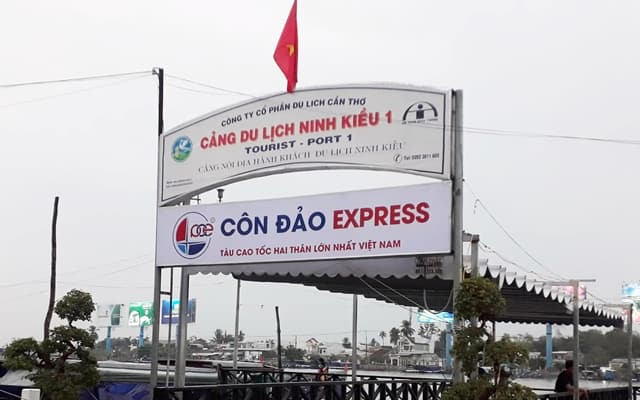 CÔNG TY CỔ PHẦN DU LỊCH CẦN THƠ
CẢNG DU LỊCH NINH KIỀU 1
TOURIST - PORT 1
CẢNG NỘI ĐỊA HÀNH KHÁCH DU LỊCH NINH KIỀU
CÔN ĐẢO EXPRESS
TÀU CAO TỐC HAI THÂN LỚN NHẤT VIỆT NAM